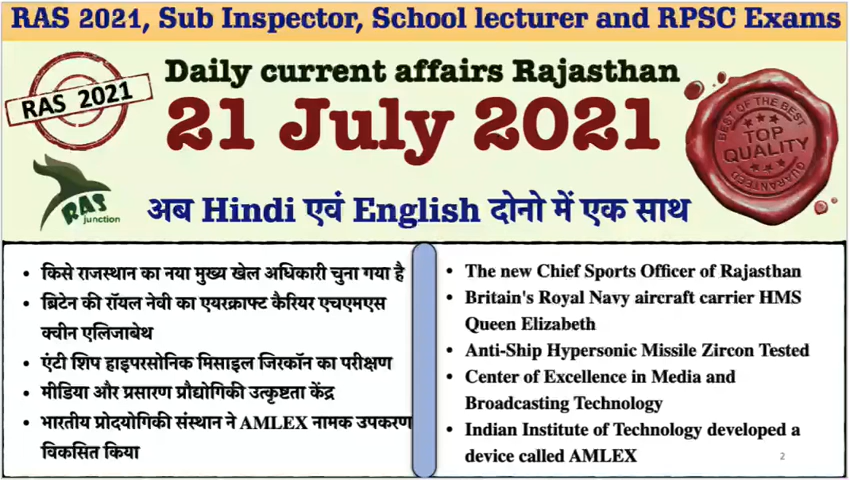 RAS 2021, Sub Inspector, School lecturer and RPSC Exams
RAS 2021
Daily current affairs Rajasthan
21 July 2021
BEST OF THE BEST
TOP
QUALITY
GUARANTEED
RAS
junction
अब Hindi एवं English दोनो में एक साथ
• किसे राजस्थान का नया मुख्य खेल अधिकारी चुना गया है
• ब्रिटेन की रॉयल नेवी का एयरक्राफ्ट कैरियर एचएमएस
क्वीन एलिजाबेथ
• एंटी शिप हाइपरसोनिक मिसाइल जिरकॉन का परीक्षण
• मीडिया और प्रसारण प्रौद्योगिकी उत्कृष्टता केंद्र
• भारतीय प्रोदयोगिकी संस्थान ने AMLEX नामक उपकरण
विकसित किया
• The new Chief Sports Officer of Rajasthan
• Britain's Royal Navy aircraft carrier HMS
Queen Elizabeth
• Anti-Ship Hypersonic Missile Zircon Tested
• Center of Excellence in Media and
Broadcasting Technology
• Indian Institute of Technology developed a
device called AMLEX
2